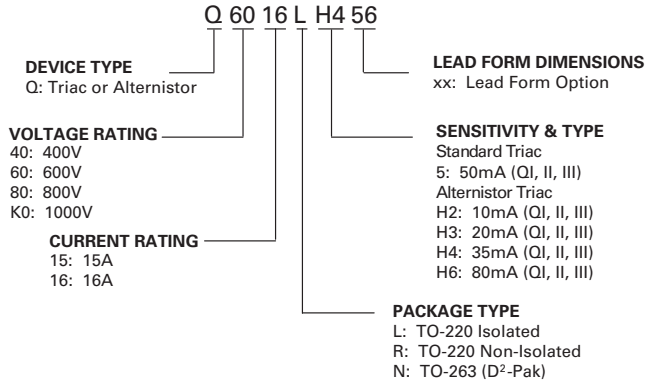 Q 60 16 L H4 56
DEVICE TYPE
Q: Triac or Alternistor
VOLTAGE RATING
40: 400V
60: 600V
80: 800V
K0: 1000V
CURRENT RATING
15: 15A
16: 16A
LEAD FORM DIMENSIONS
xx: Lead Form Option
SENSITIVITY & TYPE
Standard Triac
5: 50mA (QI, II, III)
Alternistor Triac
H2: 10mA (QI, II, III)
H3: 20mA (QI, II, III)
H4: 35mA (QI, II, III)
H6: 80mA (QI, II, III)
PACKAGE TYPE
L: TO-220 Isolated
R: TO-220 Non-Isolated
N: TO-263 (D²-Pak)